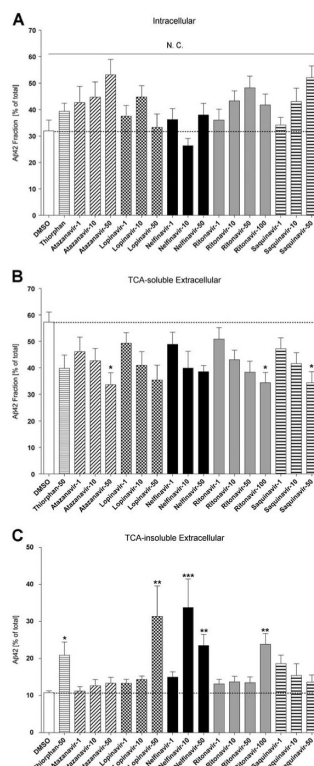 A
Intracellular
N. C.
Aβ42 Fraction [% of total]
70
60
50
40
30
20
10
0
DMSO
Thiorphan
Atazanavir-1
Atazanavir-10
Atazanavir-50
Lopinavir-1
Lopinavir-10
Lopinavir-50
Nelfinavir-1
Nelfinavir-10
Nelfinavir-50
Ritonavir-1
Ritonavir-10
Ritonavir-50
Ritonavir-100
Saquinavir-1
Saquinavir-10
Saquinavir-50
B
TCA-soluble Extracellular
Aβ42 Fraction [% of total]
70
60
50
40
30
20
10
0
*
*
*
DMSO
Thiorphan-50
Atazanavir-1
Atazanavir-10
Atazanavir-50
Lopinavir-1
Lopinavir-10
Lopinavir-50
Nelfinavir-1
Nelfinavir-10
Nelfinavir-50
Ritonavir-1
Ritonavir-10
Ritonavir-50
Ritonavir-100
Saquinavir-1
Saquinavir-10
Saquinavir-50
C
TCA-insoluble Extracellular
Aβ42 [% of total]
50
40
30
20
10
0
*
**
***
**
**
DMSO
Thiorphan-50
Atazanavir-1
Atazanavir-10
Atazanavir-50
Lopinavir-1
Lopinavir-10
Lopinavir-50
Nelfinavir-1
Nelfinavir-10
Nelfinavir-50
Ritonavir-1
Ritonavir-10
Ritonavir-50
Ritonavir-100
Saquinavir-1
Saquinavir-10
Saquinavir-50